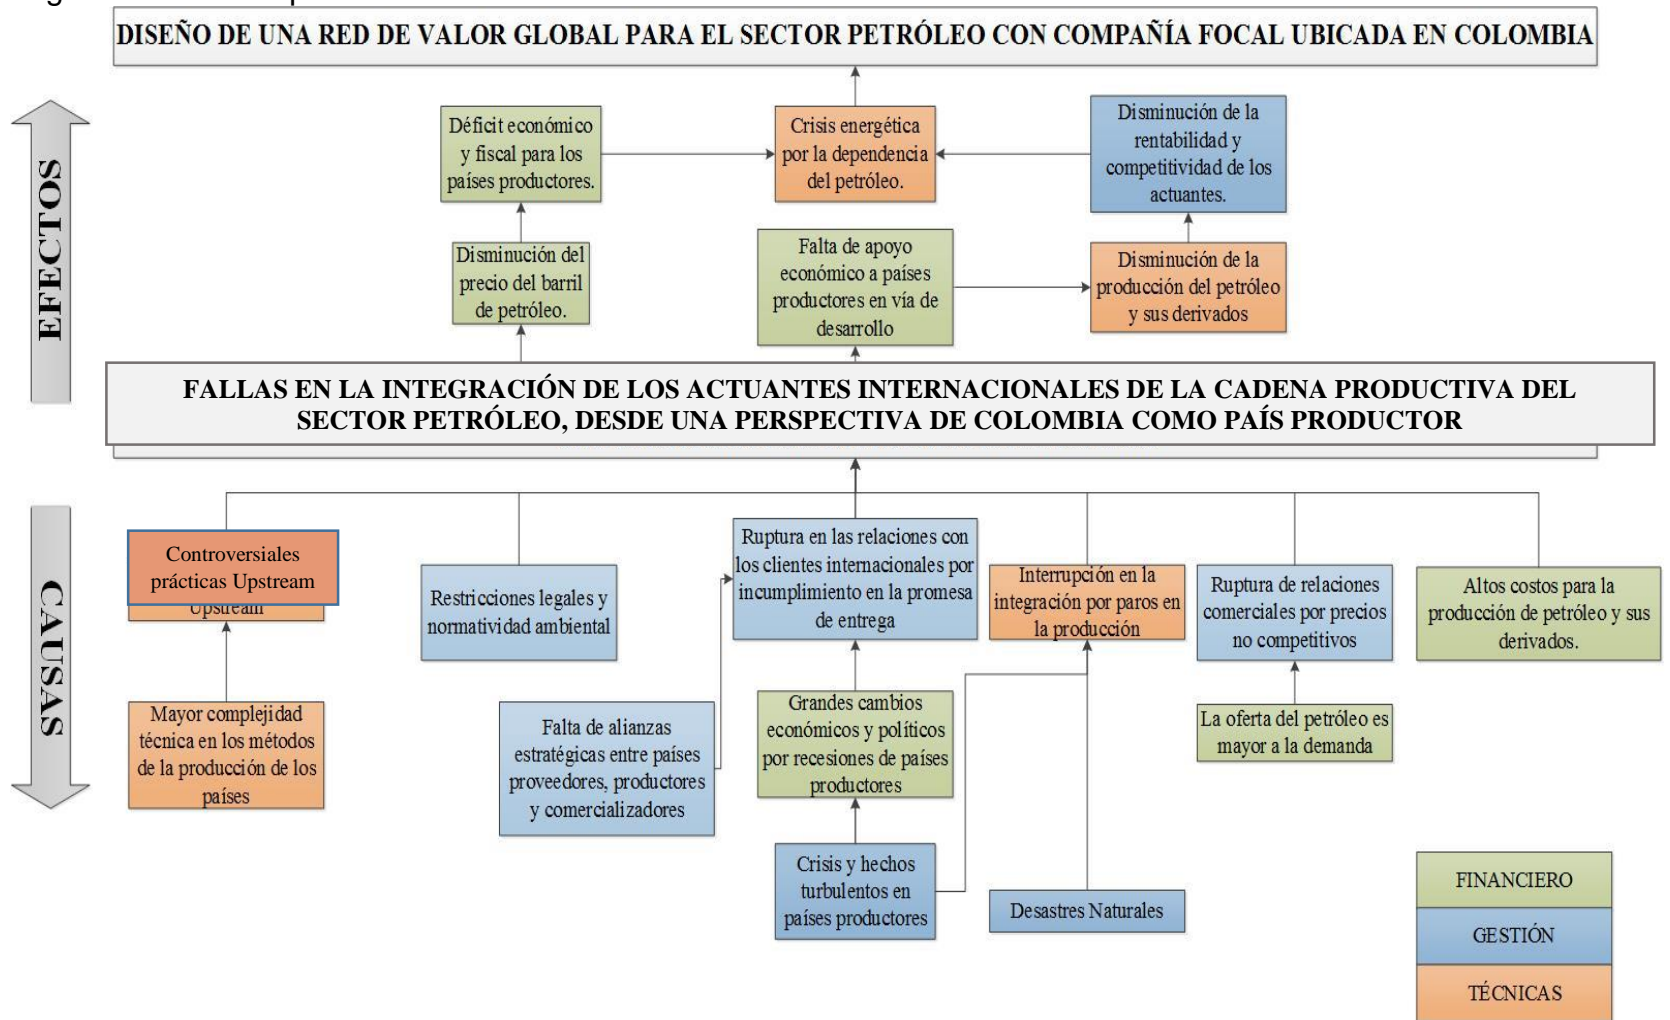 DISEÑO DE UNA RED DE VALOR GLOBAL PARA EL SECTOR PETRÓLEO CON COMPAÑÍA FOCAL UBICADA EN COLOMBIA
EFECTOS
Déficit económico
y fiscal para los
países productores.
Crisis energética
por la dependencia
del petróleo.
Disminución de la
rentabilidad y
competitividad de los
actuantes.
Disminución del
precio del barril
de petróleo.
Falta de apoyo
económico a países
productores en vía de
desarrollo
Disminución de la
producción del petróleo
y sus derivados
FALLAS EN LA INTEGRACIÓN DE LOS ACTUANTES INTERNACIONALES DE LA CADENA PRODUCTIVA DEL
SECTOR PETRÓLEO, DESDE UNA PERSPECTIVA DE COLOMBIA COMO PAÍS PRODUCTOR
CAUSAS
Controversiales
prácticas Upstream
Upstream
Restricciones legales y
normatividad ambiental
Ruptura en las relaciones con
los clientes internacionales por
incumplimiento en la promesa
de entrega
Interrupción en la
integración por paros en
la producción
Ruptura de relaciones
comerciales por precios
no competitivos
Altos costos para la
producción de petróleo y sus
derivados.
Mayor complejidad
técnica en los métodos
de la producción de los
países
Falta de alianzas
estratégicas entre países
proveedores, productores
y comercializadores
Grandes cambios
económicos y políticos
por recesiones de países
productores
La oferta del petróleo es
mayor a la demanda
Crisis y hechos
turbulentos en
países productores
Desastres Naturales
FINANCIERO
GESTIÓN
TÉCNICAS